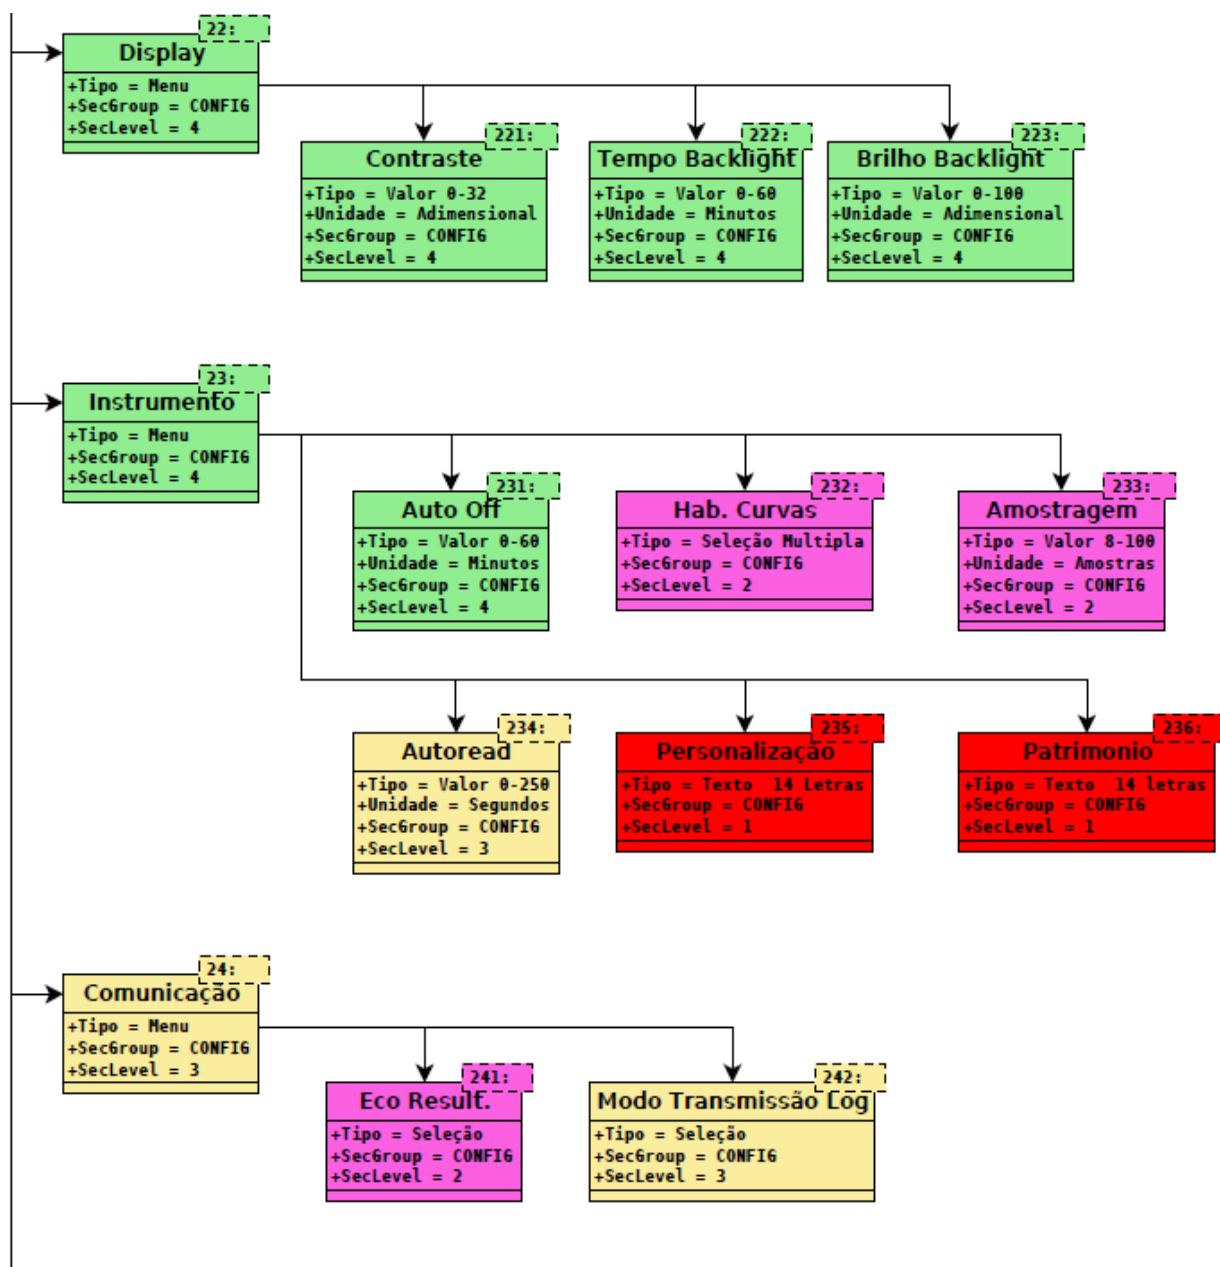 22:
Display
+Tipo = Menu
+SecGroup = CONFIG
+SecLevel = 4
221:
Contraste
+Tipo = Valor 0-32
+Unidade = Adimensional
+SecGroup = CONFIG
+SecLevel = 4
222:
Tempo Backlight
+Tipo = Valor 0-60
+Unidade = Minutos
+SecGroup = CONFIG
+SecLevel = 4
223:
Brilho Backlight
+Tipo = Valor 0-100
+Unidade = Adimensional
+SecGroup = CONFIG
+SecLevel = 4
23:
Instrumento
+Tipo = Menu
+SecGroup = CONFIG
+SecLevel = 4
231:
Auto Off
+Tipo = Valor 0-60
+Unidade = Minutos
+SecGroup = CONFIG
+SecLevel = 4
232:
Hab. Curvas
+Tipo = Seleção Multipla
+SecGroup = CONFIG
+SecLevel = 2
233:
Amostragem
+Tipo = Valor 8-100
+Unidade = Amostras
+SecGroup = CONFIG
+SecLevel = 2
234:
Autoread
+Tipo = Valor 0-250
+Unidade = Segundos
+SecGroup = CONFIG
+SecLevel = 3
235:
Personalização
+Tipo = Texto  14 Letras
+SecGroup = CONFIG
+SecLevel = 1
236:
Patrimonio
+Tipo = Texto  14 letras
+SecGroup = CONFIG
+SecLevel = 1
24:
Comunicação
+Tipo = Menu
+SecGroup = CONFIG
+SecLevel = 3
241:
Eco Result.
+Tipo = Seleção
+SecGroup = CONFIG
+SecLevel = 2
242:
Modo Transmissão Log
+Tipo = Seleção
+SecGroup = CONFIG
+SecLevel = 3